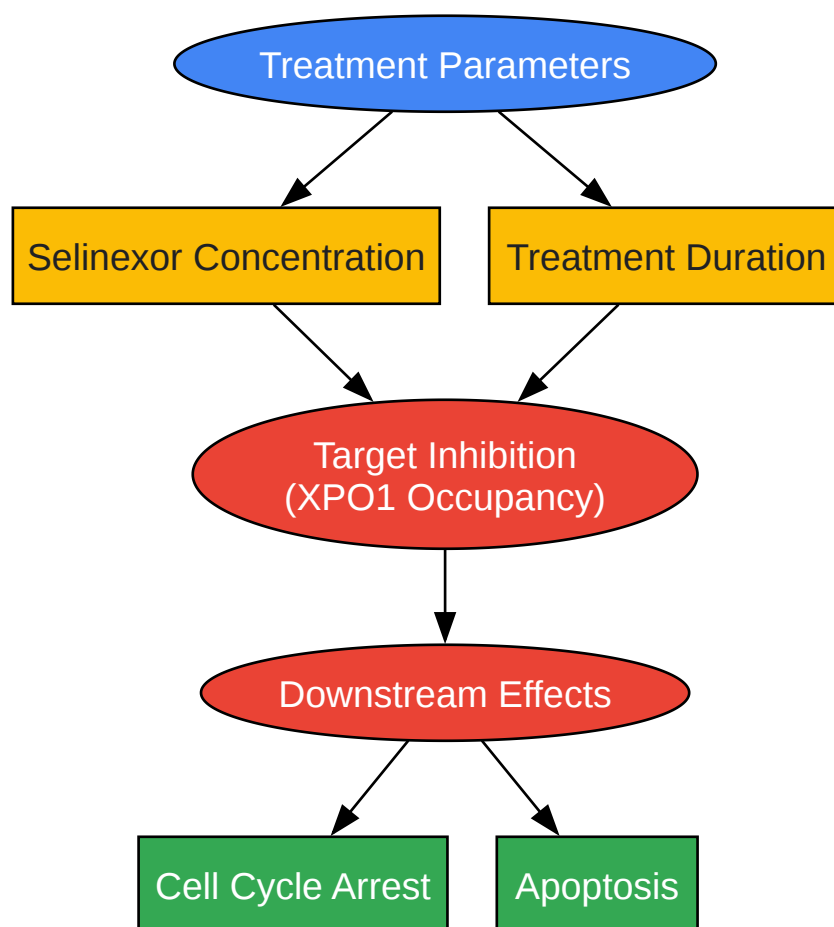 Treatment Parameters
Selinexor Concentration
Treatment Duration
Target Inhibition
(XPO1 Occupancy)
Downstream Effects
Cell Cycle Arrest
Apoptosis